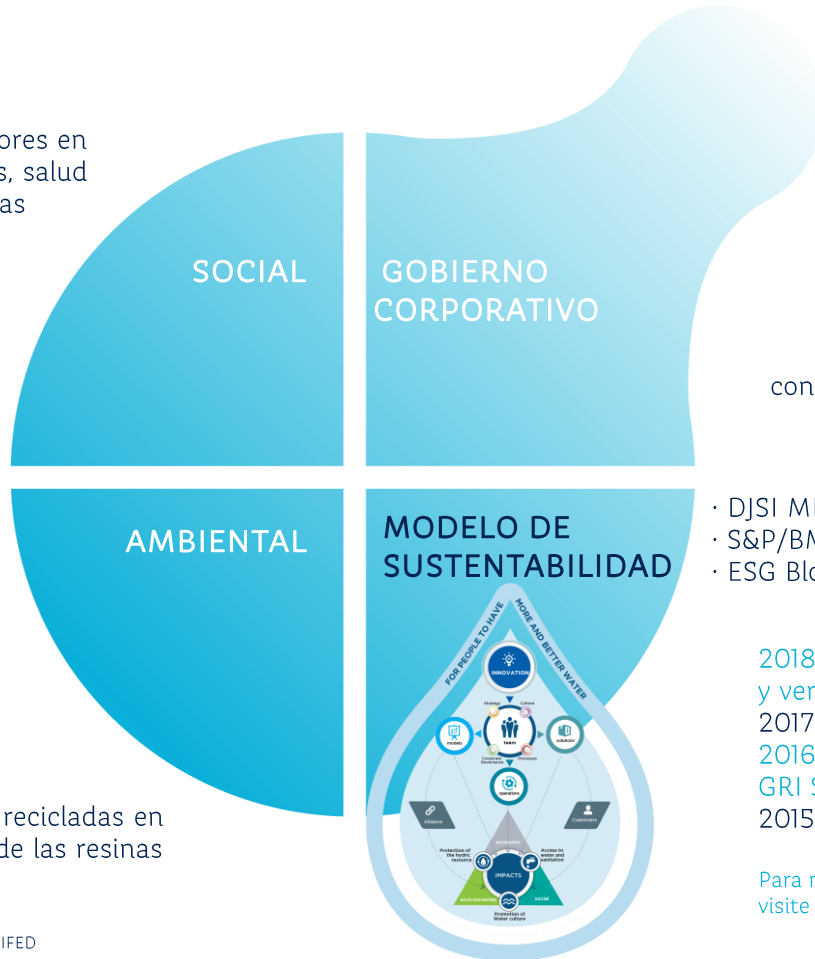 ores en
s, salud
as
SOCIAL
GOBIERNO
CORPORATIVO
con
AMBIENTAL
MODELO DE
SUSTENTABILIDAD
· DJSI MI
· S&P/BM
· ESG Blo
FOR PEOPLE TO HAVE
MORE AND BETTER WATER
INNOVATION
Strategy
Culture
models
team
solutions
Corporate
Governance
Processes
operations
Alliance
Customers
economic
Protection of
the hydric
resource
Access to
water and
sanitation
IMPACTS
environmental
social
Promotion of
Water culture
2018
y ver
2017
2016
GRI S
2015
recicladas en
de las resinas
Para r
visite
IFED